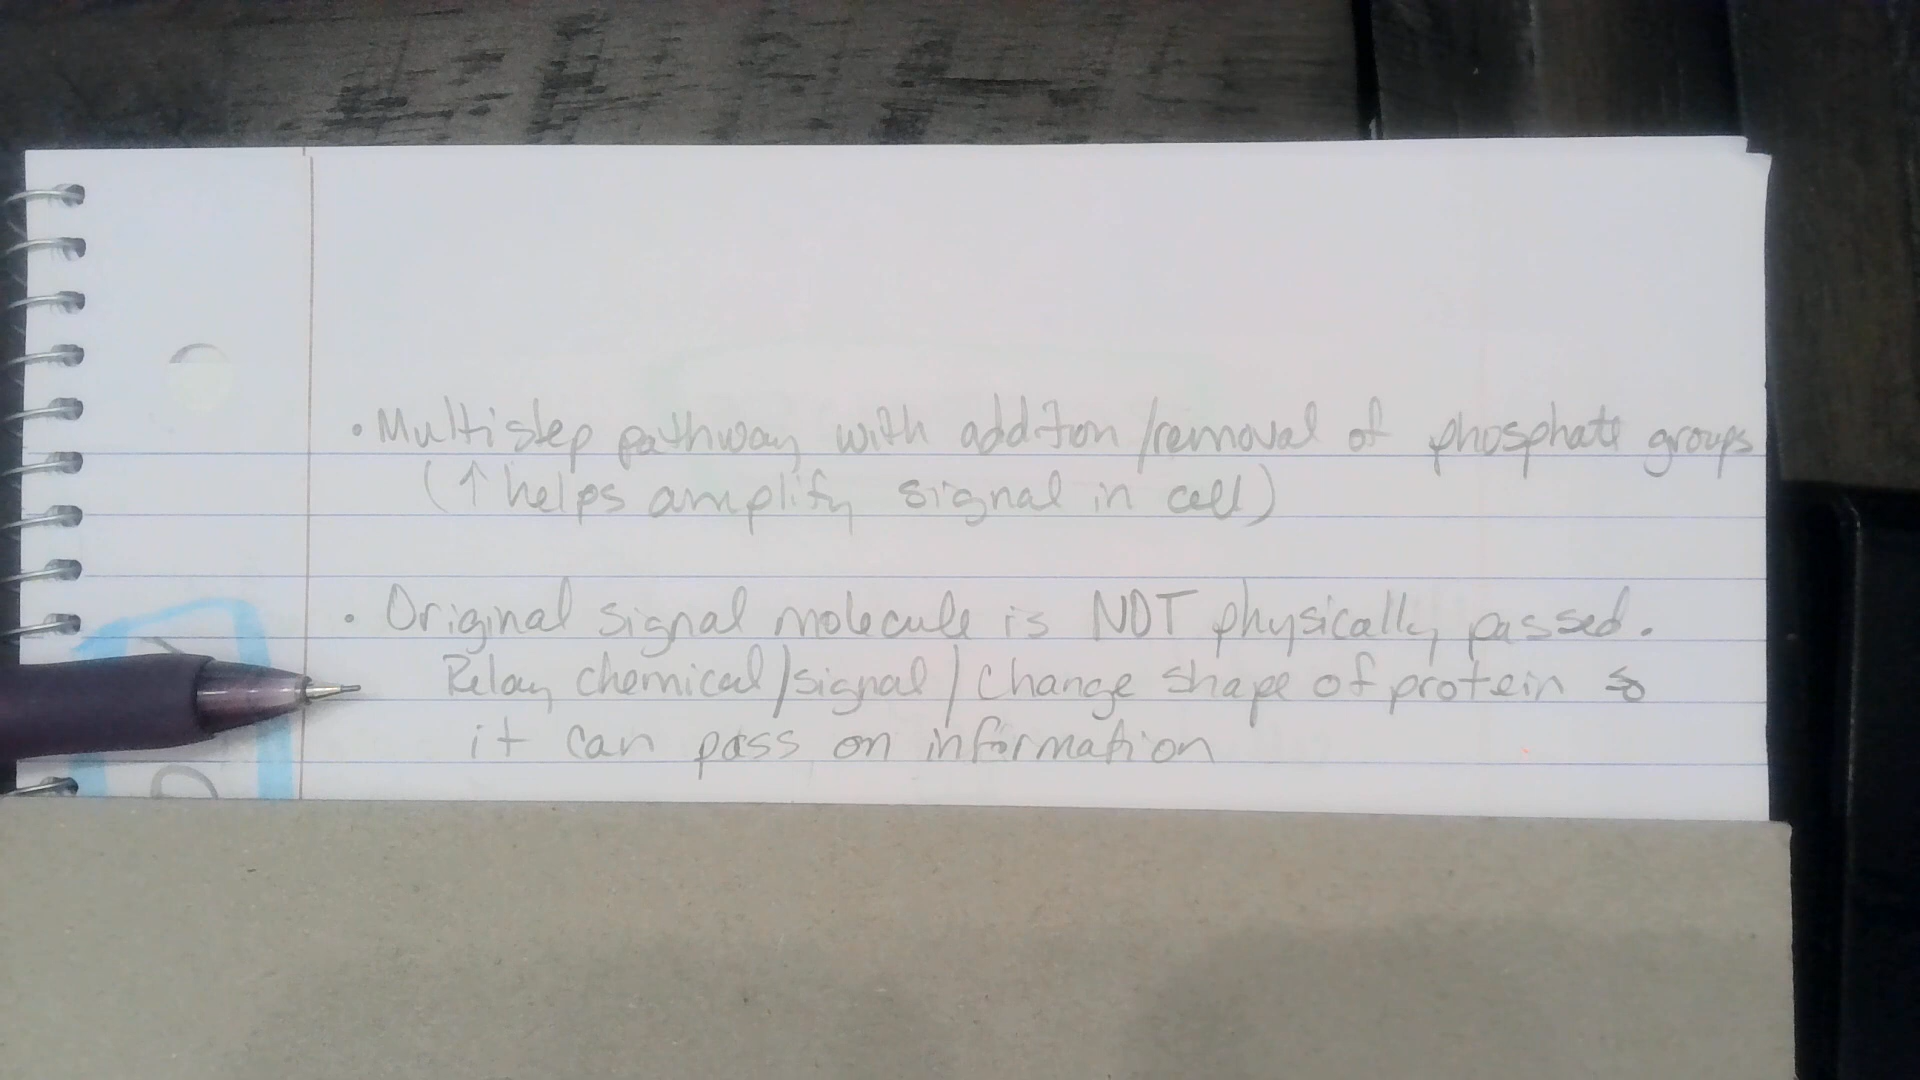 • Multistep pathway with addition/removal of phosphate groups
(↑ helps amplify signal in cell)
• Original signal molecule is NOT physically passed.
Relay chemical/signal/change shape of protein so
it can pass on information